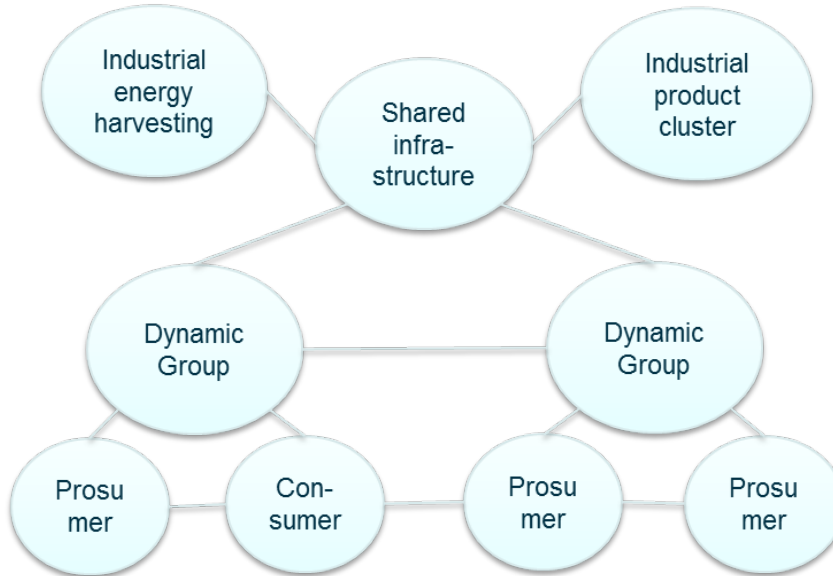 Industrial
energy
harvesting
Shared
infra-
structure
Industrial
product
cluster
Dynamic
Group
Dynamic
Group
Prosu
mer
Con-
sumer
Prosu
mer
Prosu
mer